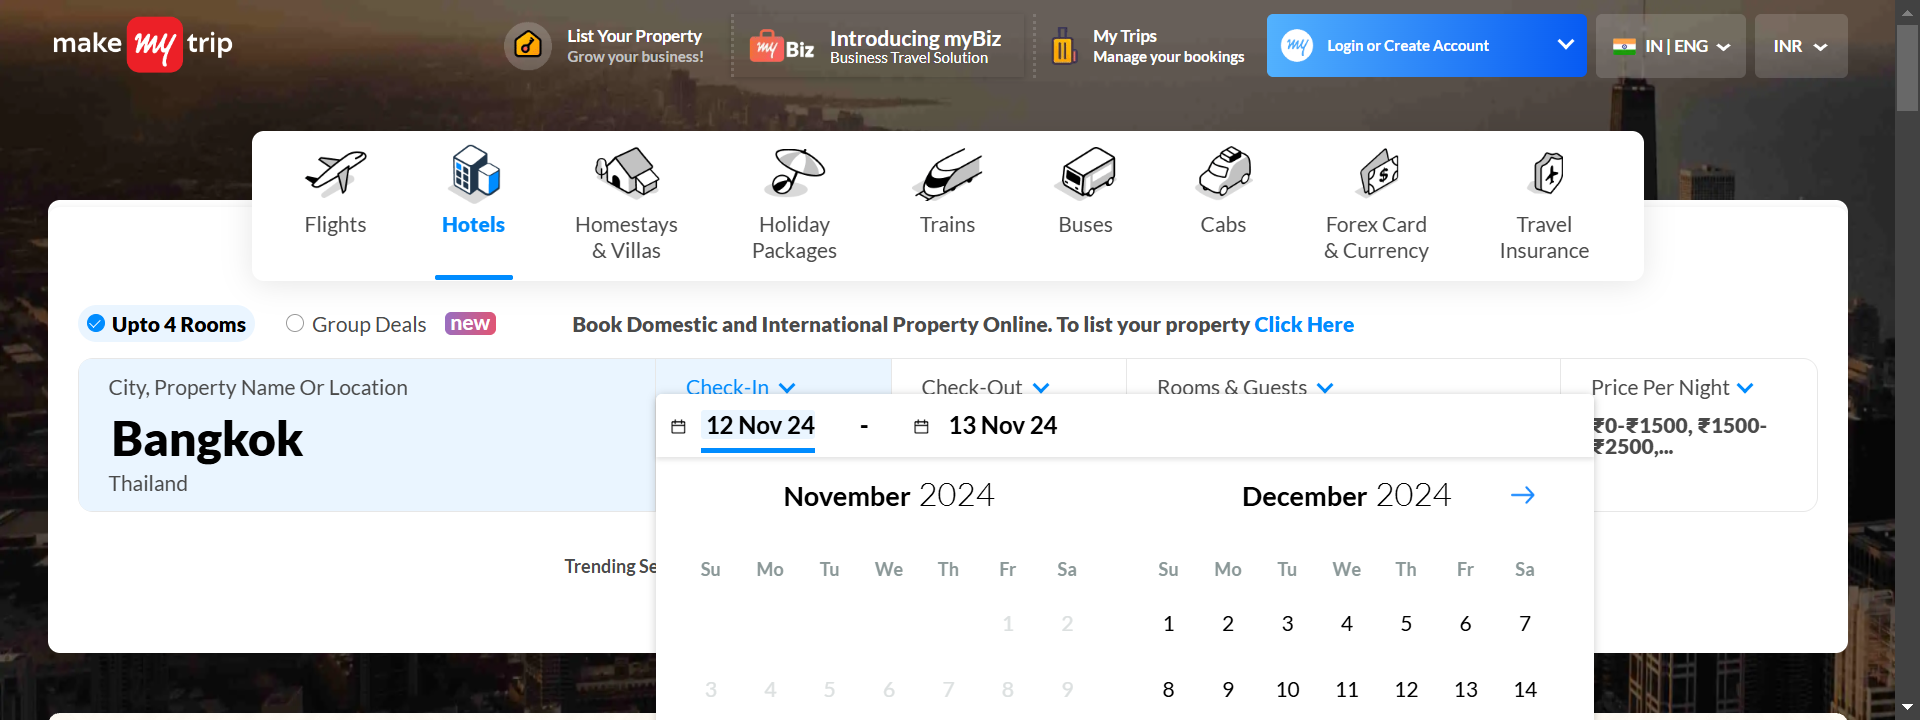 make my trip
List Your Property
Grow your business!
my Biz
Introducing myBiz
Business Travel Solution
My Trips
Manage your bookings
my
Login or Create Account
IN | ENG
INR
Flights
Hotels
Homestays
& Villas
Holiday
Packages
Trains
Buses
Cabs
$
Forex Card
& Currency
Travel
Insurance
Upto 4 Rooms
Group Deals
new
Book Domestic and International Property Online. To list your property Click Here
City, Property Name Or Location
Bangkok
Thailand
Check-In
Check-Out
Rooms & Guests
Price Per Night
₹0-₹1500, ₹1500-
₹2500,...
12 Nov 24 - 13 Nov 24
November 2024
December 2024
Trending Se
Su Mo Tu We Th Fr Sa
1 2
3 4 5 6 7 8 9
Su Mo Tu We Th Fr Sa
1 2 3 4 5 6 7
8 9 10 11 12 13 14